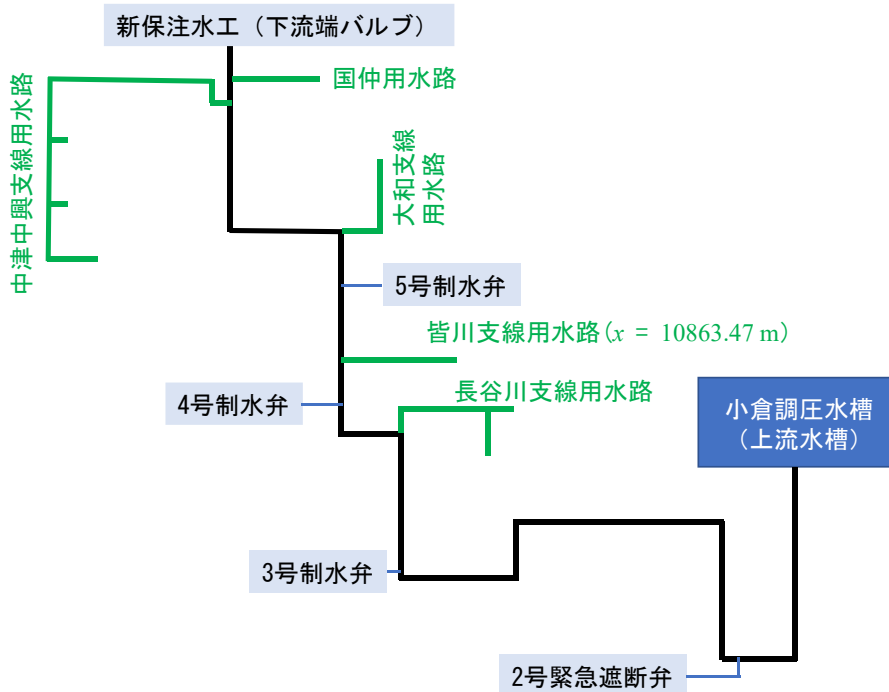 新保注水工（下流端バルブ）
国仲用水路
中津中興支線用水路
大和支線
用水路
5号制水弁
皆川支線用水路(x = 10863.47 m)
4号制水弁
長谷川支線用水路
小倉調圧水槽
（上流水槽）
3号制水弁
2号緊急遮断弁